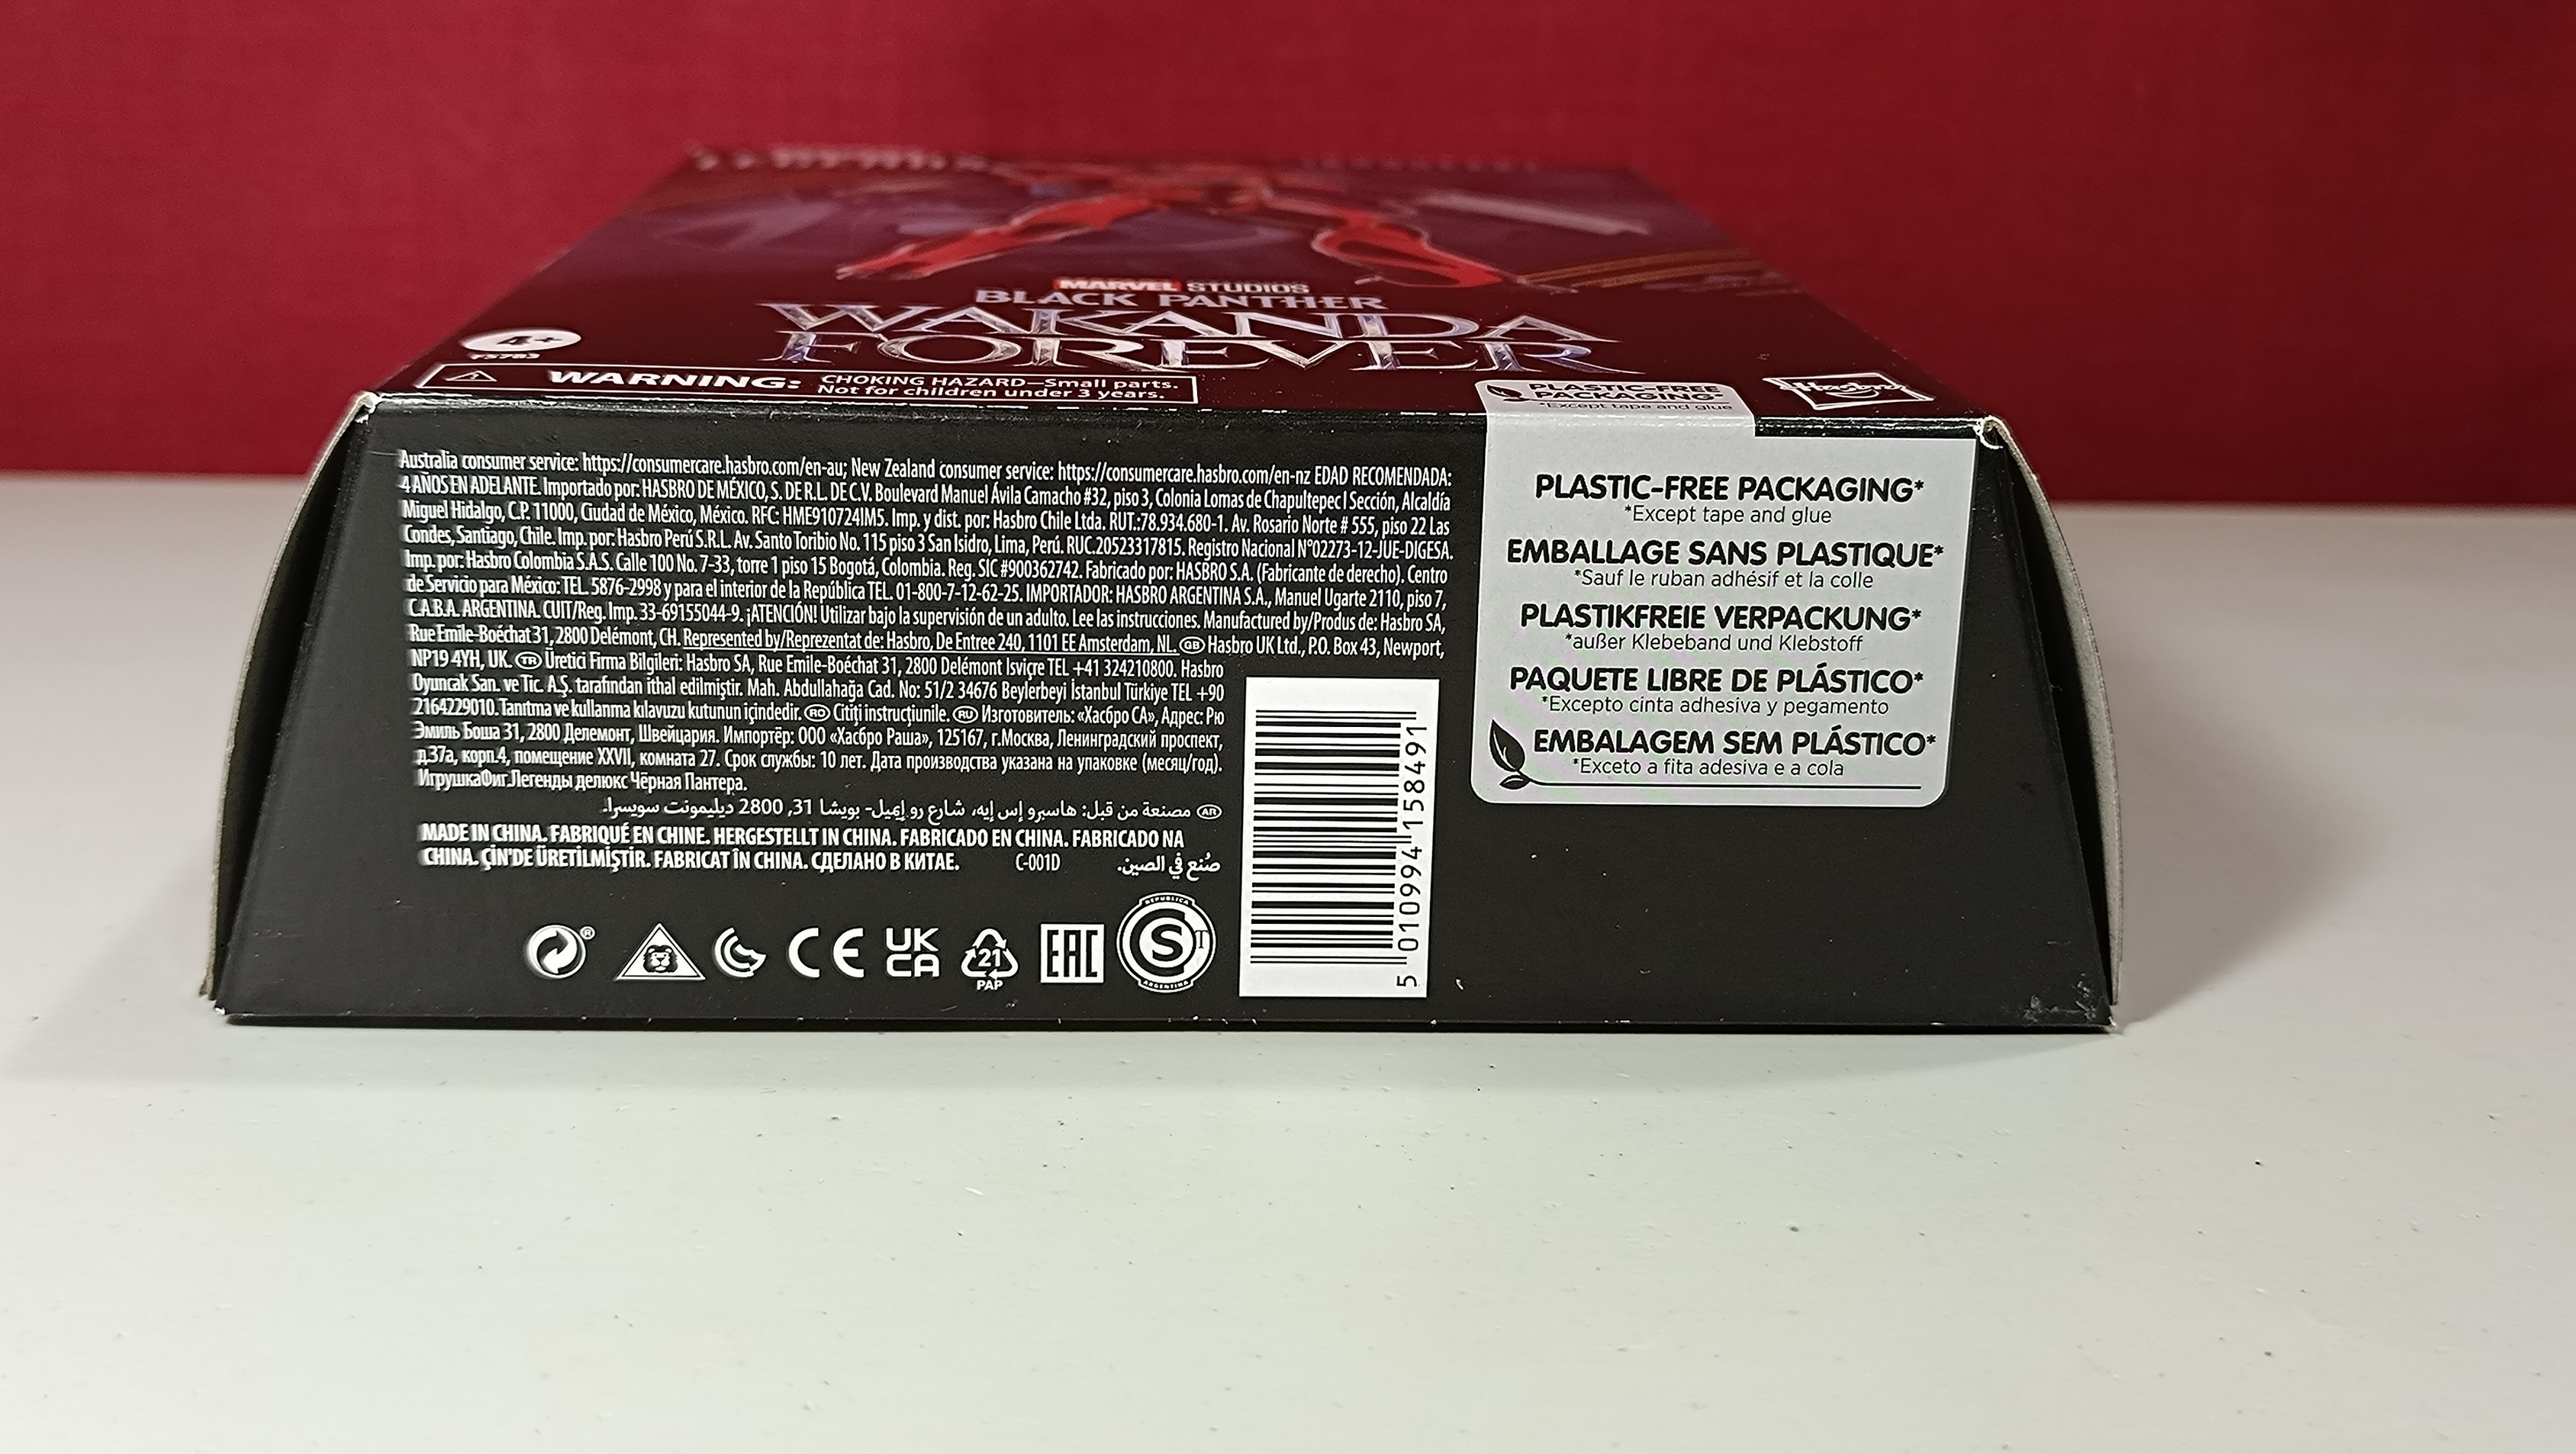 MARVEL STUDIOS
BLACK PANTHER
WAKANDA
FOREVER
4+
F5783
WARNING: CHOKING HAZARD—Small parts.
Not for children under 3 years.
PLASTIC-FREE
PACKAGING*
*Except tape and glue
Hasbro
Australia consumer service: https://consumercare.hasbro.com/en-au; New Zealand consumer service: https://consumercare.hasbro.com/en-nz EDAD RECOMENDADA:
4 AÑOS EN ADELANTE. Importado por: HASBRO DE MÉXICO, S. DE R.L. DE C.V. Boulevard Manuel Ávila Camacho #32, piso 3, Colonia Lomas de Chapultepec I Sección, Alcaldía
Miguel Hidalgo, C.P. 11000, Ciudad de México, México. RFC: HME910724IM5. Imp. y dist. por: Hasbro Chile Ltda. RUT.:78.934.680-1. Av. Rosario Norte # 555, piso 22 Las
Condes, Santiago, Chile. Imp. por: Hasbro Perú S.R.L. Av. Santo Toribio No. 115 piso 3 San Isidro, Lima, Perú. RUC.20523317815. Registro Nacional N°02273-12-JUE-DIGESA.
Imp. por: Hasbro Colombia S.A.S. Calle 100 No. 7-33, torre 1 piso 15 Bogotá, Colombia. Reg. SIC #900362742. Fabricado por: HASBRO S.A. (Fabricante de derecho). Centro
de Servicio para México: TEL. 5876-2998 y para el interior de la República TEL. 01-800-7-12-62-25. IMPORTADOR: HASBRO ARGENTINA S.A., Manuel Ugarte 2110, piso 7,
C.A.B.A. ARGENTINA. CUIT/Reg. Imp. 33-69155044-9. ¡ATENCIÓN! Utilizar bajo la supervisión de un adulto. Lee las instrucciones. Manufactured by/Produs de: Hasbro SA,
Rue Emile-Boéchat 31, 2800 Delémont, CH. Represented by/Reprezentat de: Hasbro, De Entree 240, 1101 EE Amsterdam, NL. GB Hasbro UK Ltd., P.O. Box 43, Newport,
NP19 4YH, UK. TR Üretici Firma Bilgileri: Hasbro SA, Rue Emile-Boéchat 31, 2800 Delémont Isviçre TEL +41 324210800. Hasbro
Oyuncak San. ve Tic. A.Ş. tarafından ithal edilmiştir. Mah. Abdullahağa Cad. No: 51/2 34676 Beylerbeyi İstanbul Türkiye TEL +90
2164229010. Tanıtma ve kullanma kılavuzu kutunun içindedir. RO Citiţi instrucţiunile. RU Изготовитель: «Хасбро СА», Адрес: Рю
Эмиль Боша 31, 2800 Делемонт, Швейцария. Импортёр: ООО «Хасбро Раша», 125167, г.Москва, Ленинградский проспект,
д.37а, корп.4, помещение XXVII, комната 27. Срок службы: 10 лет. Дата производства указана на упаковке (месяц/год).
ИгрушкаФиг.Легенды делюкс Чёрная Пантера.
AR مصنعة من قبل: هاسبرو إس إيه، شارع رو إميل- بويشا 31, 2800 ديليمونت سويسرا.
MADE IN CHINA. FABRIQUÉ EN CHINE. HERGESTELLT IN CHINA. FABRICADO EN CHINA. FABRICADO NA
CHINA. ÇİN'DE ÜRETİLMİŞTİR. FABRICAT ÎN CHINA. СДЕЛАНО В КИТАЕ. C-001D صُنع في الصين.
CE
UK
CA
21
PAP
EAC
REPUBLICA
S
ARGENTINA
5 010994 158491
PLASTIC-FREE PACKAGING*
*Except tape and glue
EMBALLAGE SANS PLASTIQUE*
*Sauf le ruban adhésif et la colle
PLASTIKFREIE VERPACKUNG*
*außer Klebeband und Klebstoff
PAQUETE LIBRE DE PLÁSTICO*
*Excepto cinta adhesiva y pegamento
EMBALAGEM SEM PLÁSTICO*
*Exceto a fita adesiva e a cola